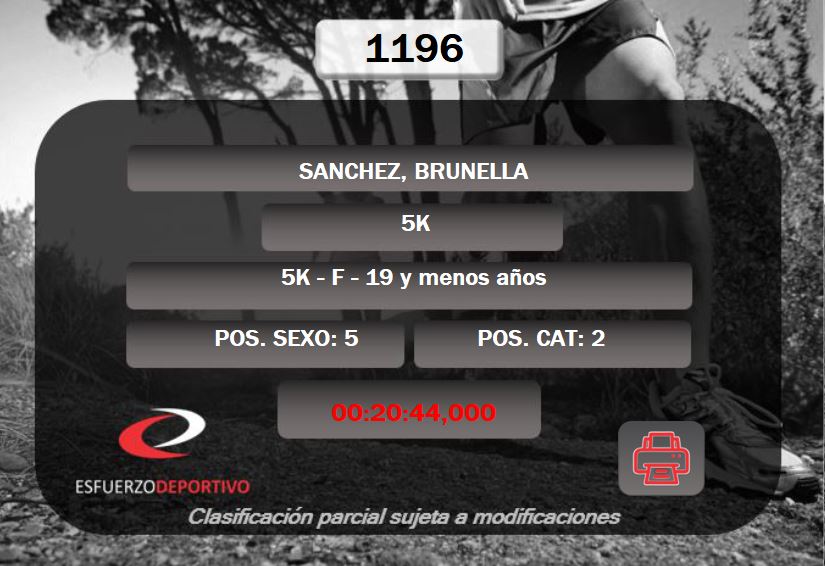 1196
SANCHEZ, BRUNELLA
5K
5K - F - 19 y menos años
POS. SEXO: 5
POS. CAT: 2
00:20:44,000
ESFUERZODEPORTIVO
Clasificación parcial sujeta a modificaciones